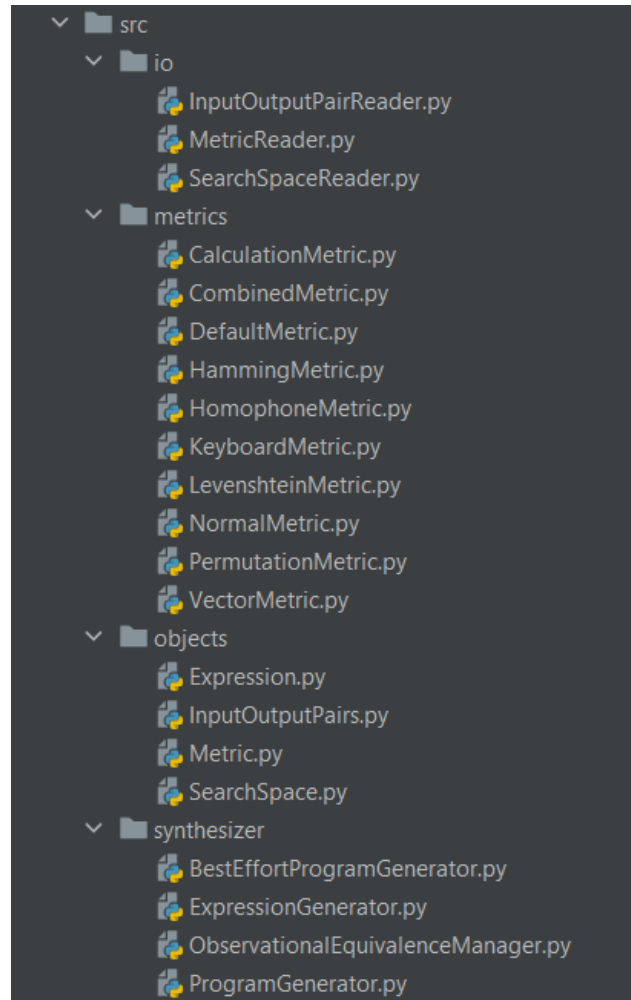 src
io
InputOutputPairReader.py
MetricReader.py
SearchSpaceReader.py
metrics
CalculationMetric.py
CombinedMetric.py
DefaultMetric.py
HammingMetric.py
HomophoneMetric.py
KeyboardMetric.py
LevenshteinMetric.py
NormalMetric.py
PermutationMetric.py
VectorMetric.py
objects
Expression.py
InputOutputPairs.py
Metric.py
SearchSpace.py
synthesizer
BestEffortProgramGenerator.py
ExpressionGenerator.py
ObservationalEquivalenceManager.py
ProgramGenerator.py